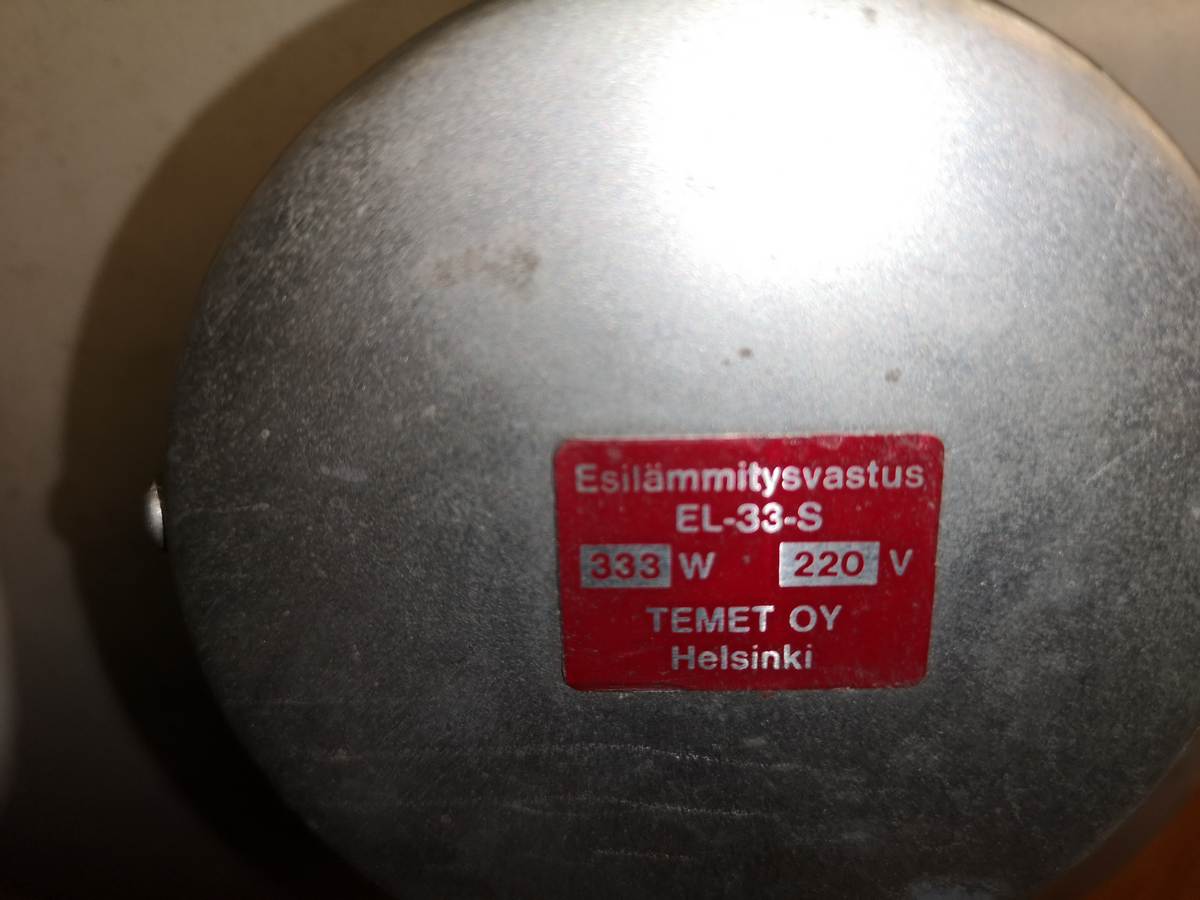 Esilämmitysvastus
EL-33-S
333 W 220 V
TEMET OY
Helsinki